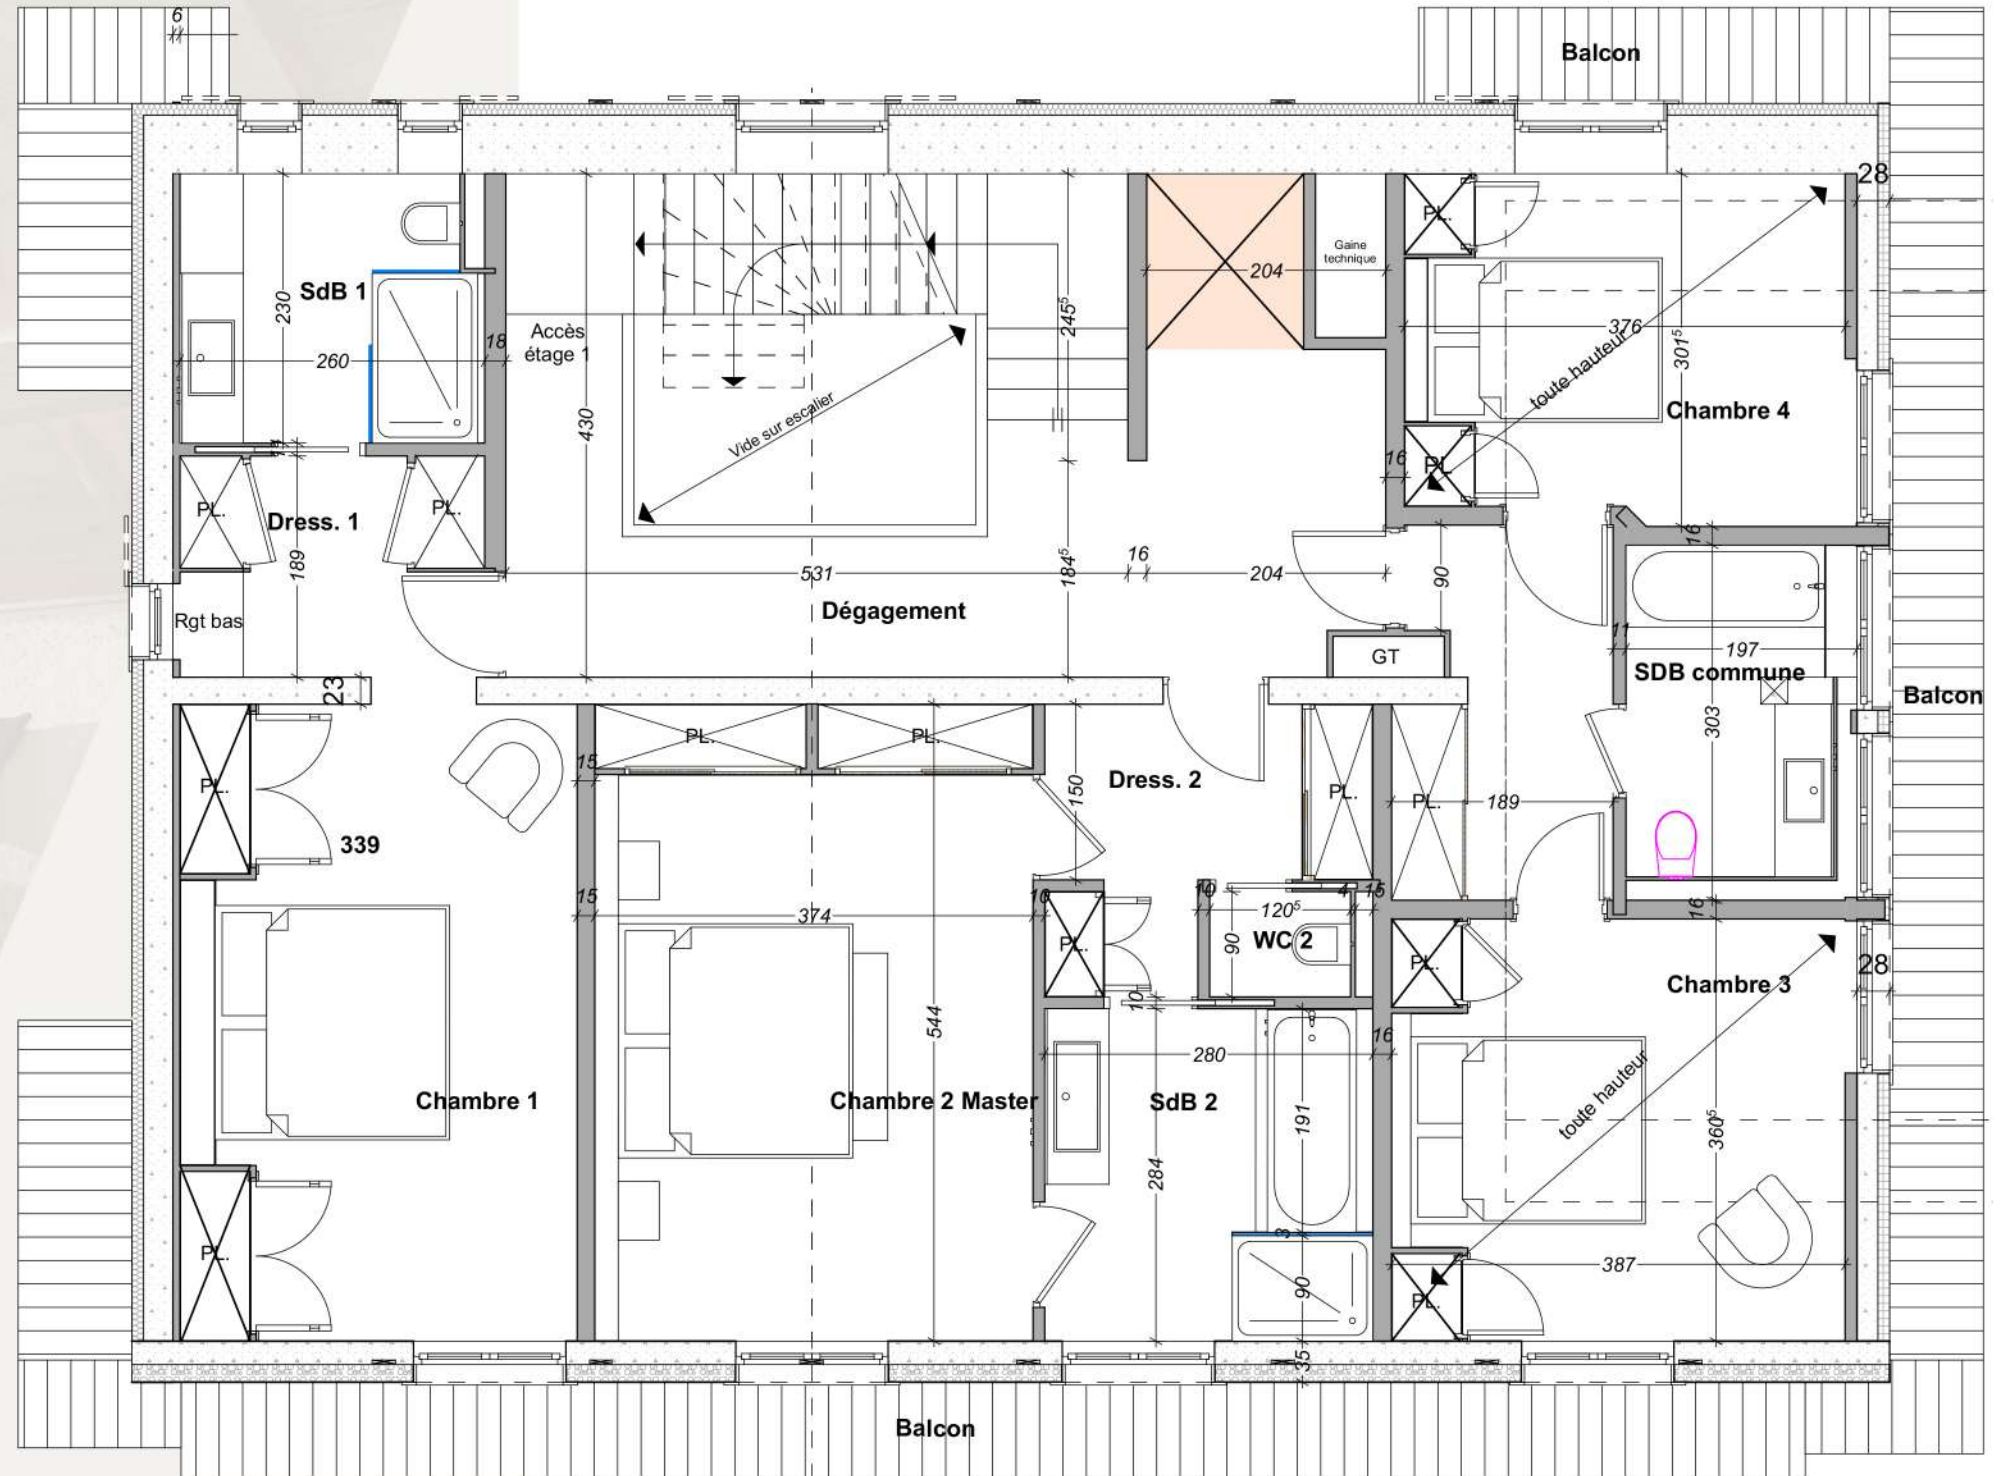 6
Balcon
28
PL.
Gaine
technique
204
SdB 1
230
260
18
Accès
étage 1
245⁵
376
301⁵
toute hauteur
Chambre 4
Vide sur escalier
430
16
PL.
PL.
PL.
Dress. 1
189
531
16
204
184⁵
90
16
Rgt bas
Dégagement
11
197
GT
SDB commune
23
Balcon
303
PL.
PL.
15
PL.
150
Dress. 2
PL.
PL.
189
339
15
374
10
10
120⁵
4
15
16
90
WC 2
PL.
PL.
Chambre 3
28
10
544
280
16
Chambre 1
Chambre 2 Master
SdB 2
191
toute hauteur
360⁵
284
3
PL.
387
90
PL.
35
Balcon